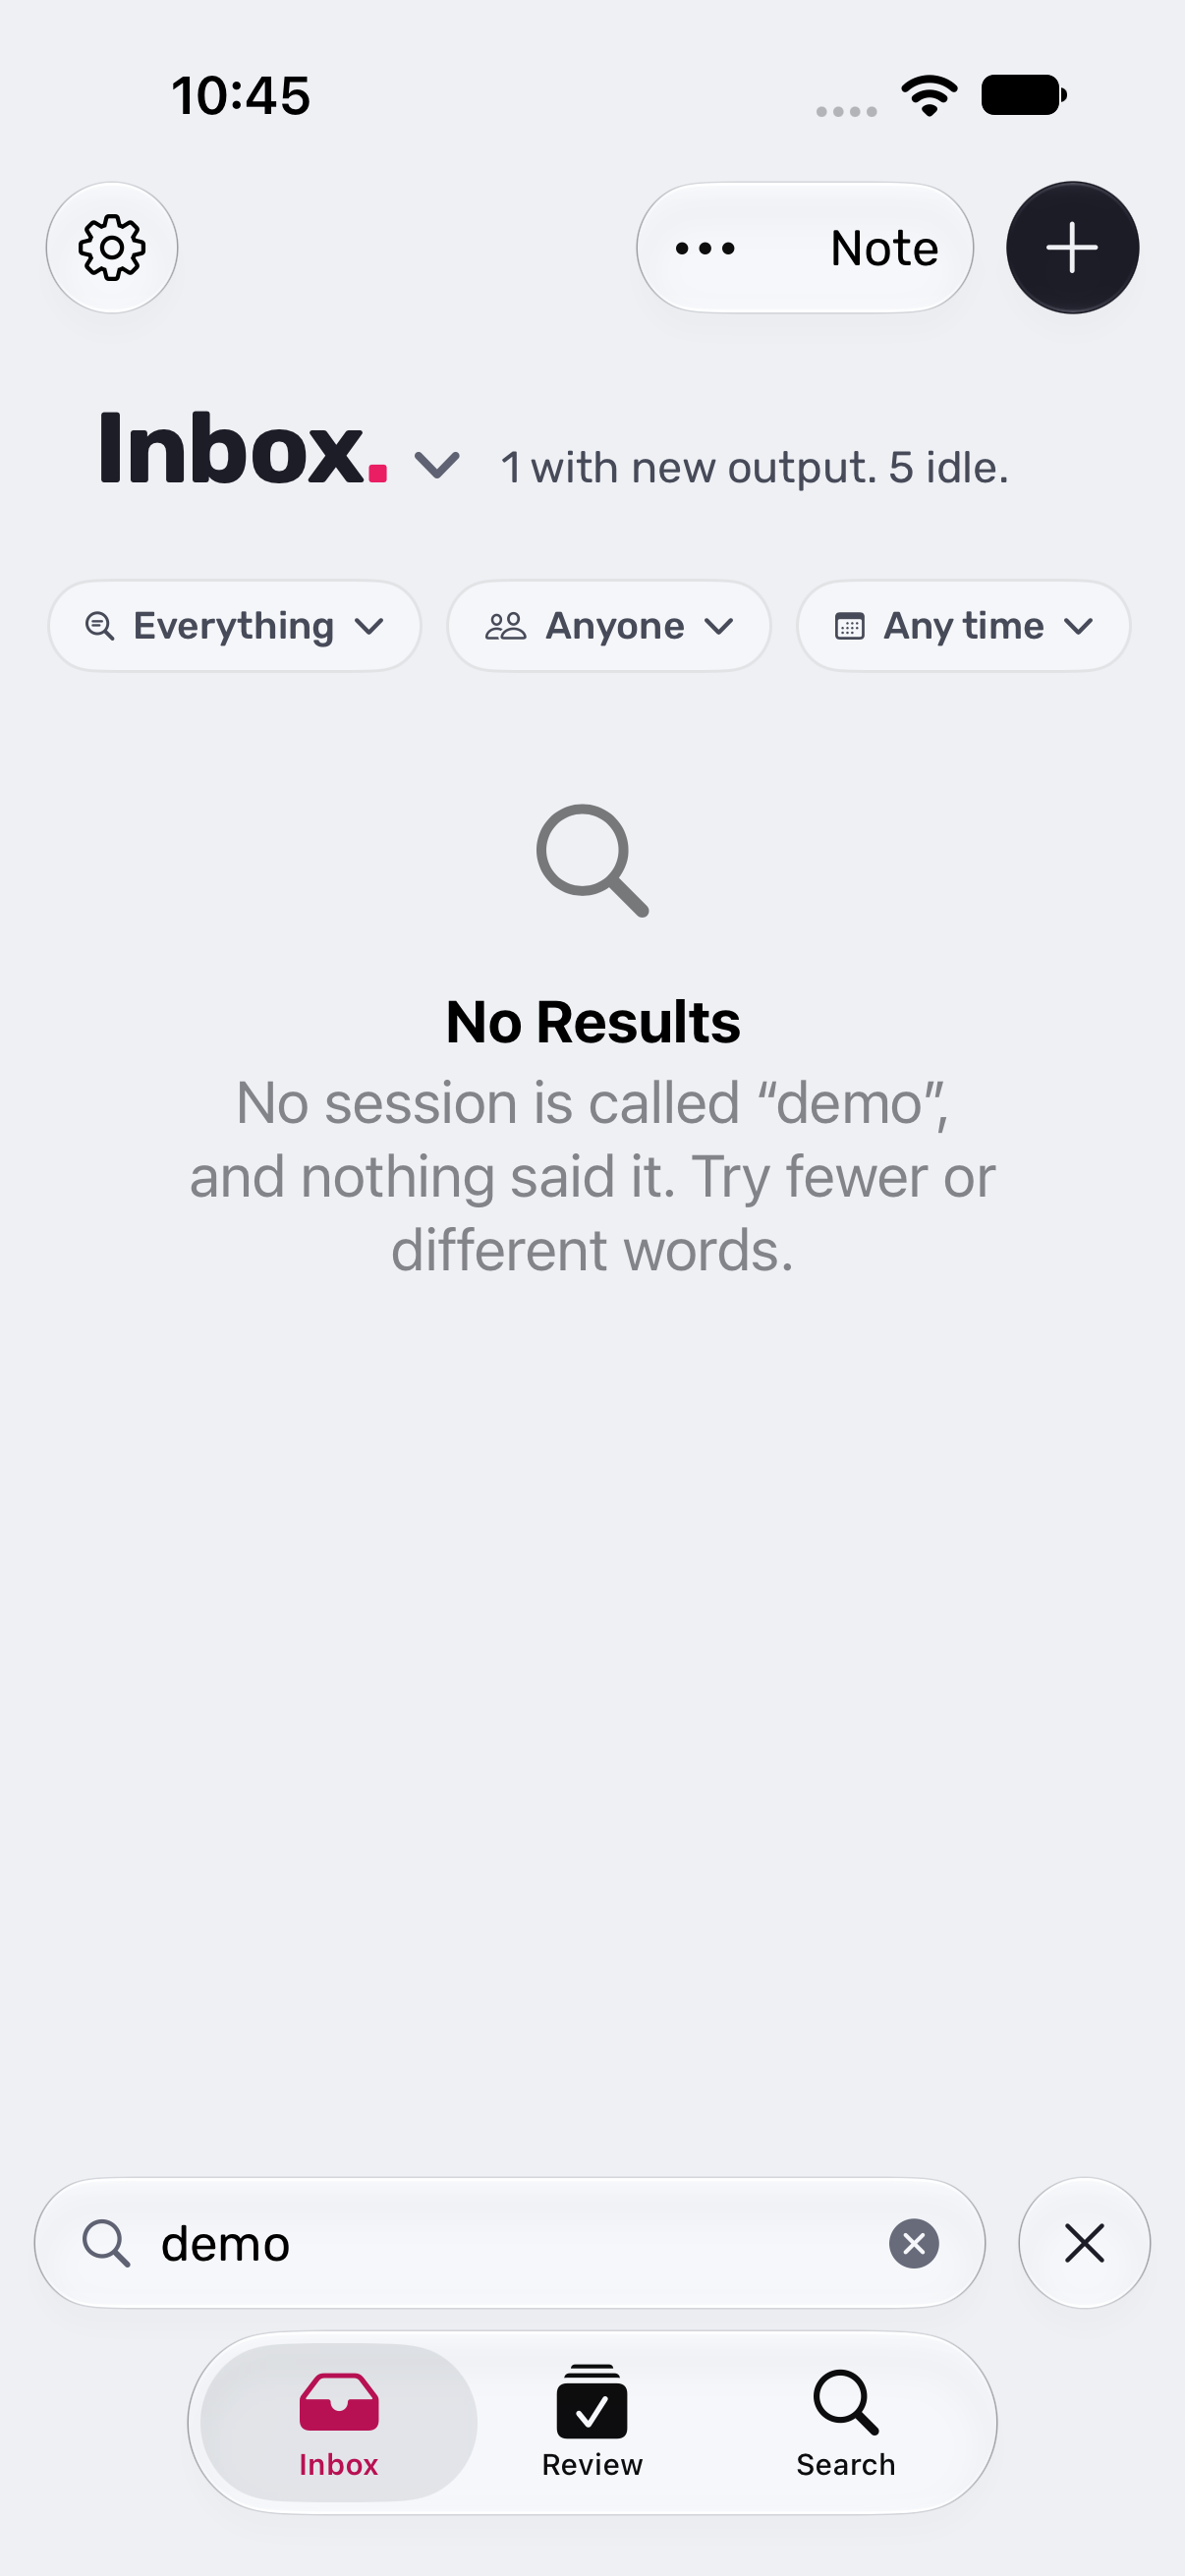 10:45
Note
Inbox.
1 with new output. 5 idle.
Everything
Anyone
Any time
No Results
No session is called “demo”,
and nothing said it. Try fewer or
different words.
demo
Inbox
Review
Search